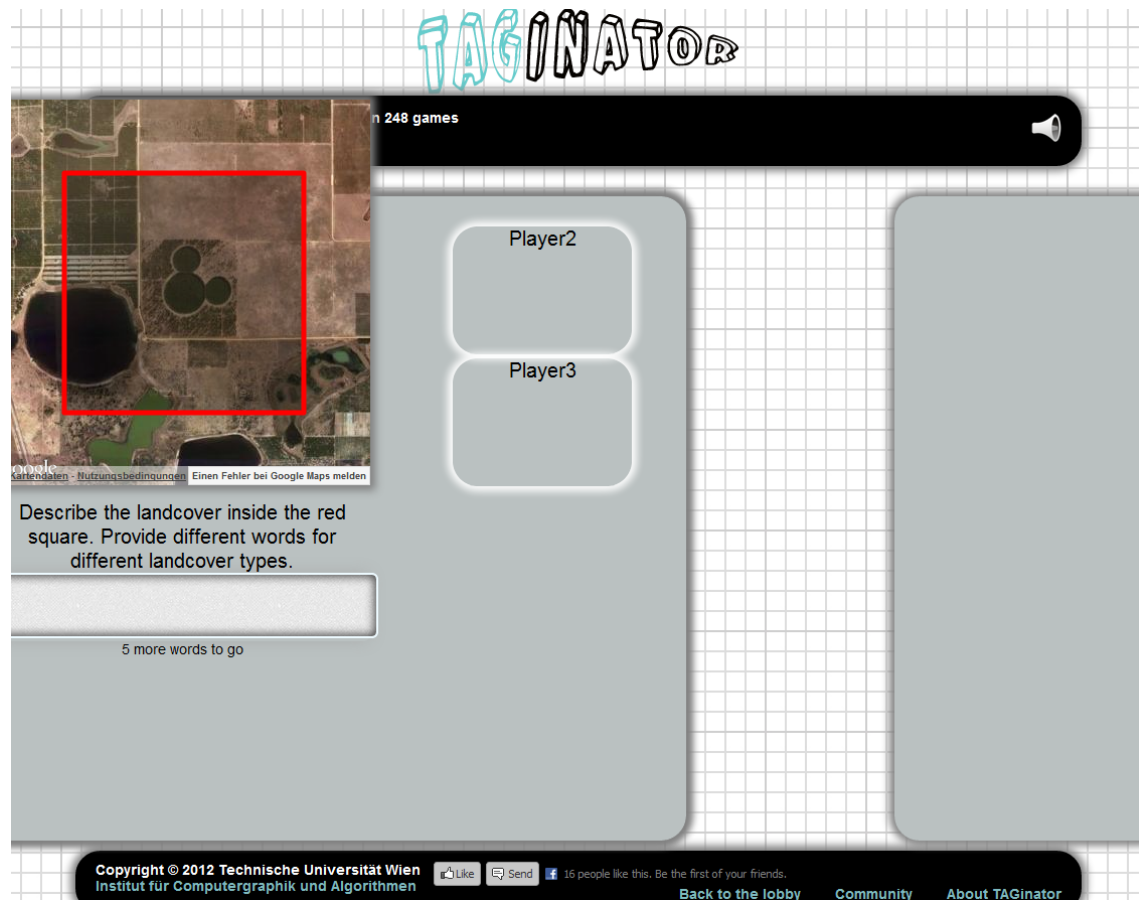 TAGINATOR
n 248 games
Player2
Player3
oogle
Kartendaten - Nutzungsbedingungen Einen Fehler bei Google Maps melden
Describe the landcover inside the red
square. Provide different words for
different landcover types.
5 more words to go
Copyright © 2012 Technische Universität Wien
Institut für Computergraphik und Algorithmen
Like Send 16 people like this. Be the first of your friends.
Back to the lobby Community About TAGinator